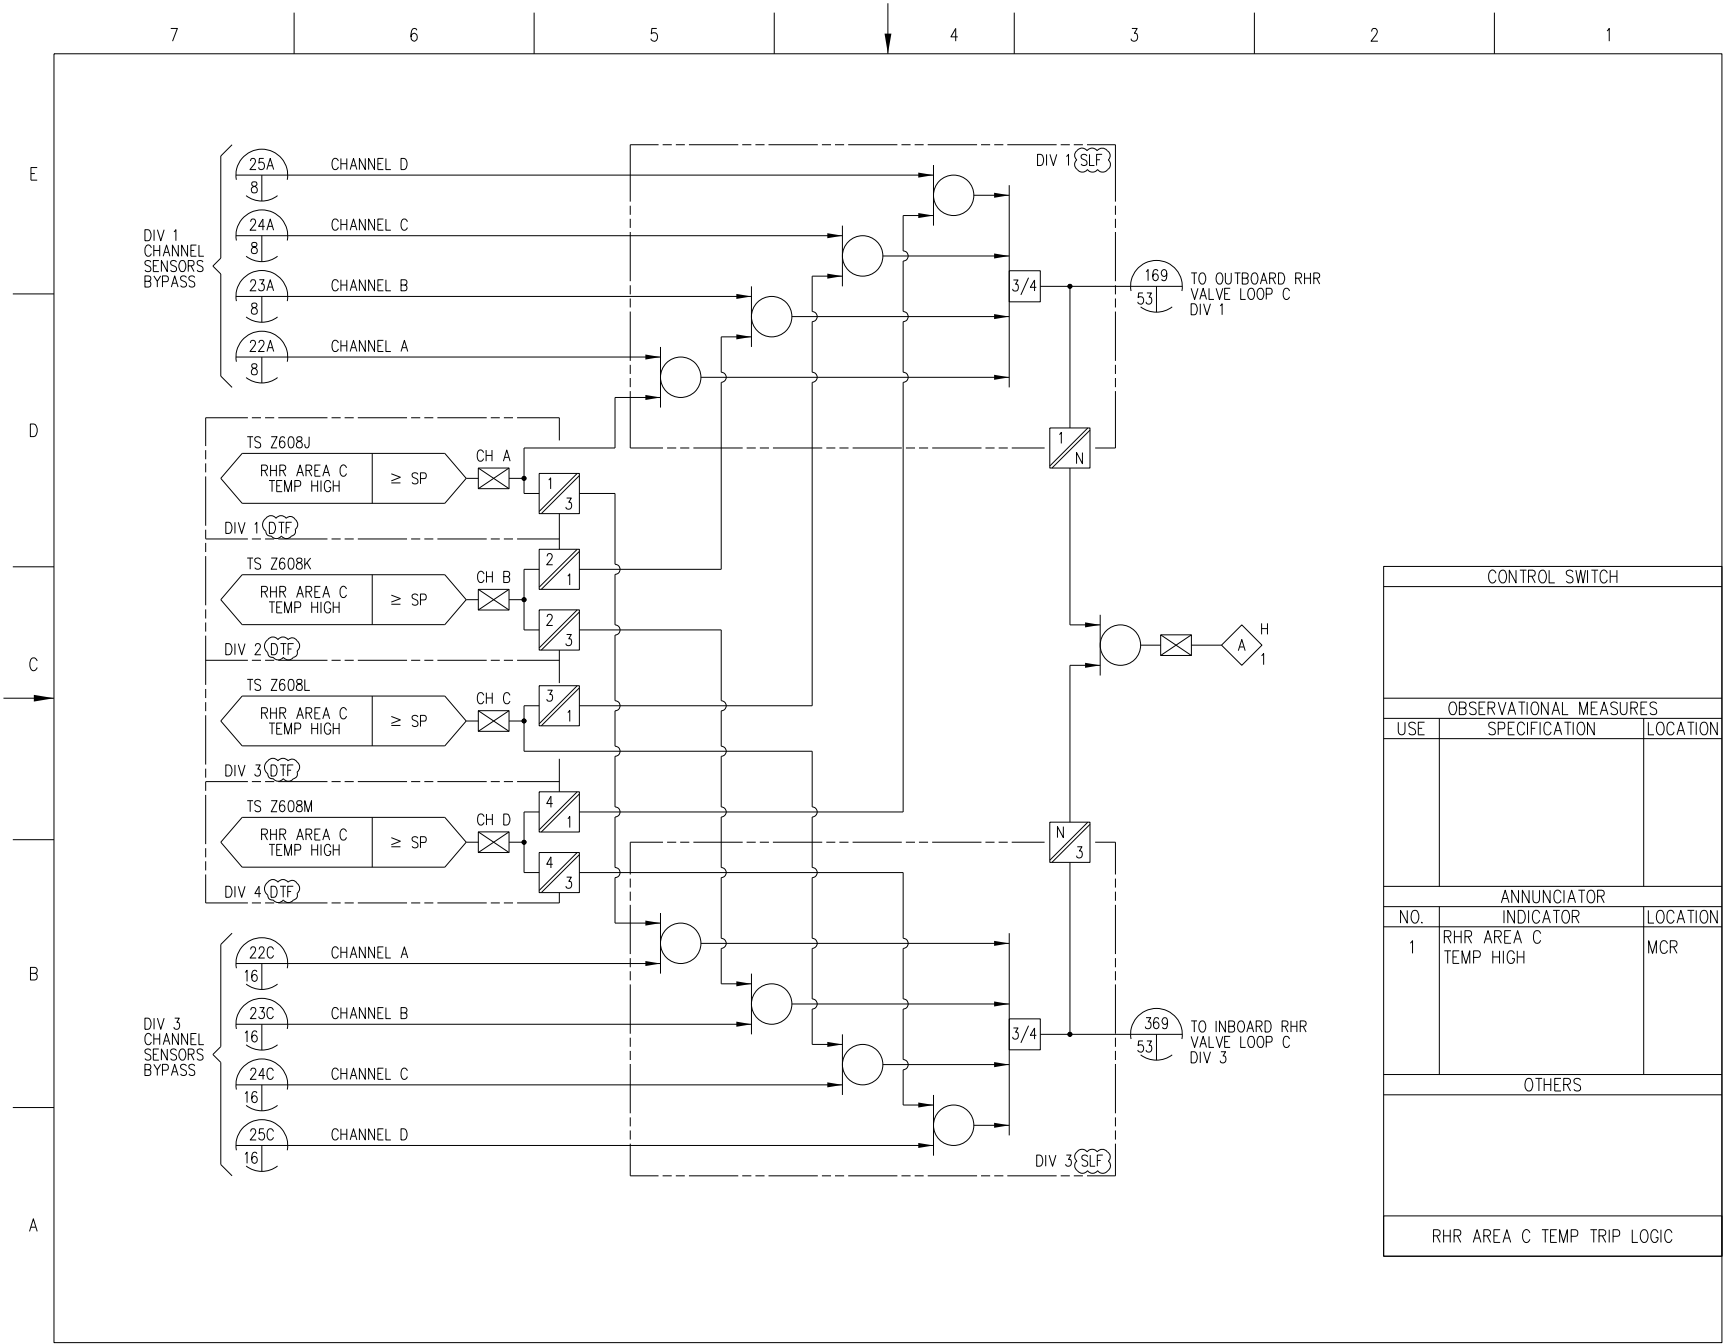 7 6 5 4 3 2 1
E
D
C
B
A
DIV 1
CHANNEL
SENSORS
BYPASS
25A
8
CHANNEL D
24A
8
CHANNEL C
23A
8
CHANNEL B
22A
8
CHANNEL A
DIV 1 SLF
3/4
169
53
TO OUTBOARD RHR
VALVE LOOP C
DIV 1
1
N
TS Z608J
RHR AREA C
TEMP HIGH
≥ SP
CH A
1
3
DIV 1 DTF
TS Z608K
RHR AREA C
TEMP HIGH
≥ SP
CH B
2
1
2
3
DIV 2 DTF
TS Z608L
RHR AREA C
TEMP HIGH
≥ SP
CH C
3
1
DIV 3 DTF
TS Z608M
RHR AREA C
TEMP HIGH
≥ SP
CH D
4
1
4
3
DIV 4 DTF
A
H
1
N
3
DIV 3
CHANNEL
SENSORS
BYPASS
22C
16
CHANNEL A
23C
16
CHANNEL B
24C
16
CHANNEL C
25C
16
CHANNEL D
3/4
369
53
TO INBOARD RHR
VALVE LOOP C
DIV 3
DIV 3 SLF
CONTROL SWITCH
OBSERVATIONAL MEASURES
USE SPECIFICATION LOCATION
ANNUNCIATOR
NO. INDICATOR LOCATION
1 RHR AREA C
TEMP HIGH MCR
OTHERS
RHR AREA C TEMP TRIP LOGIC